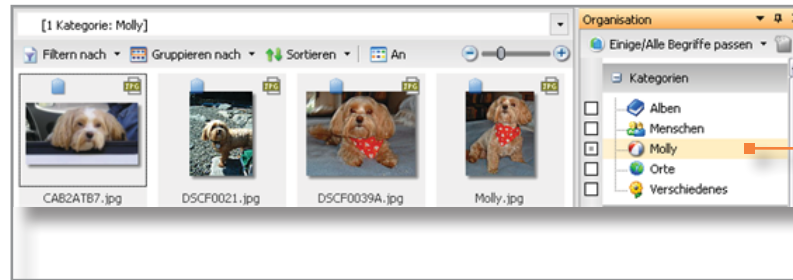 [1 Kategorie: Molly]
Filtern nach Gruppieren nach Sortieren An
JPG JPG JPG JPG
CAB2ATB7.jpg DSCF0021.jpg DSCF0039A.jpg Molly.jpg
Organisation
Einige/Alle Begriffe passen
Kategorien
Alben
Menschen
Molly
Orte
Verschiedenes